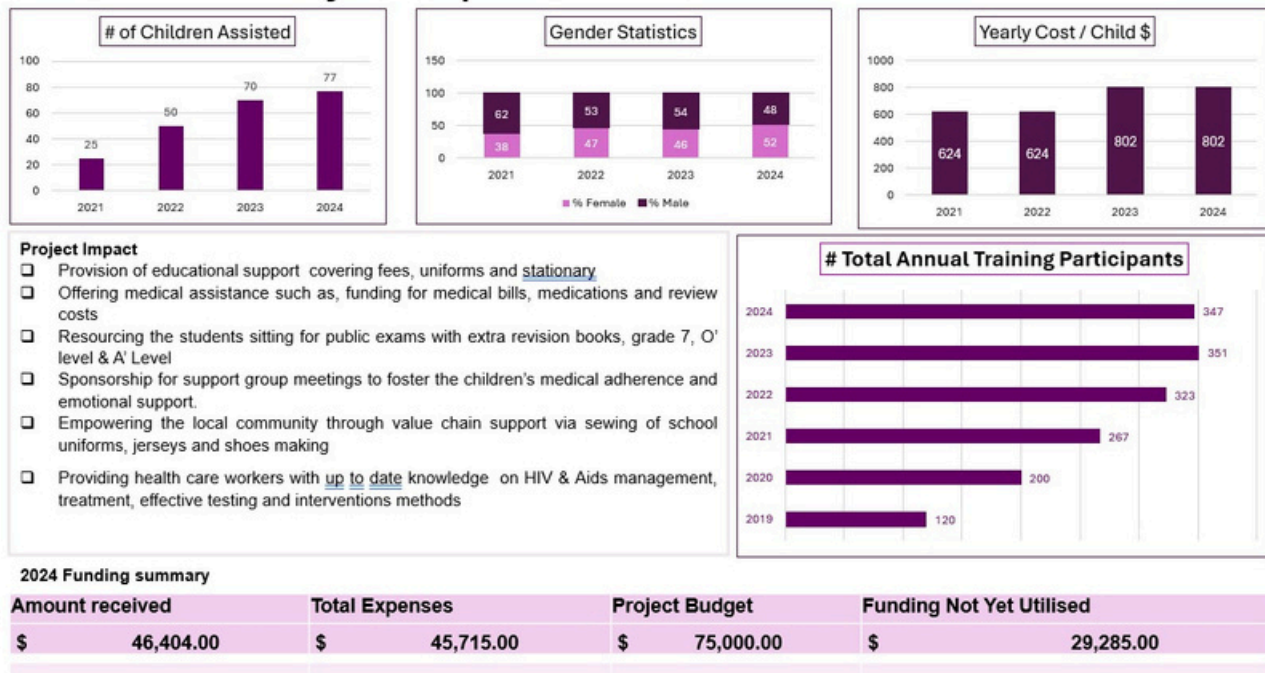 # of Children Assisted
100
80
60
40
20
0
25
50
70
77
2021
2022
2023
2024
Gender Statistics
150
100
50
0
62
53
54
48
38
47
46
52
2021
2022
2023
2024
% Female
% Male
Yearly Cost / Child $
1000
800
600
400
200
0
624
624
802
802
2021
2022
2023
2024
Project Impact
Provision of educational support covering fees, uniforms and stationary
Offering medical assistance such as, funding for medical bills, medications and review
costs
Resourcing the students sitting for public exams with extra revision books, grade 7, O'
level & A' Level
Sponsorship for support group meetings to foster the children's medical adherence and
emotional support.
Empowering the local community through value chain support via sewing of school
uniforms, jerseys and shoes making
Providing health care workers with up to date knowledge on HIV & Aids management,
treatment, effective testing and interventions methods
# Total Annual Training Participants
2024
347
2023
351
2022
323
2021
267
2020
200
2019
120
2024 Funding summary
Amount received Total Expenses Project Budget Funding Not Yet Utilised
$ 46,404.00 $ 45,715.00 $ 75,000.00 $ 29,285.00